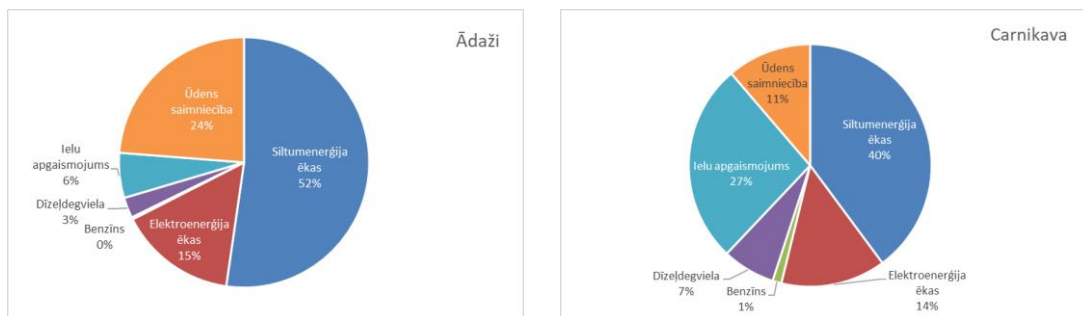 Ādaži
Ūdens
saimniecība
24%
Siltumenerģija
ēkas
52%
Ielu
apgaismojums
6%
Dīzeļdegviela
3%
Benzīns
0%
Elektroenerģija
ēkas
15%
Carnikava
Ūdens
saimniecība
11%
Siltumenerģija
ēkas
40%
Ielu apgaismojums
27%
Dīzeļdegviela
7%
Benzīns
1%
Elektroenerģija
ēkas
14%